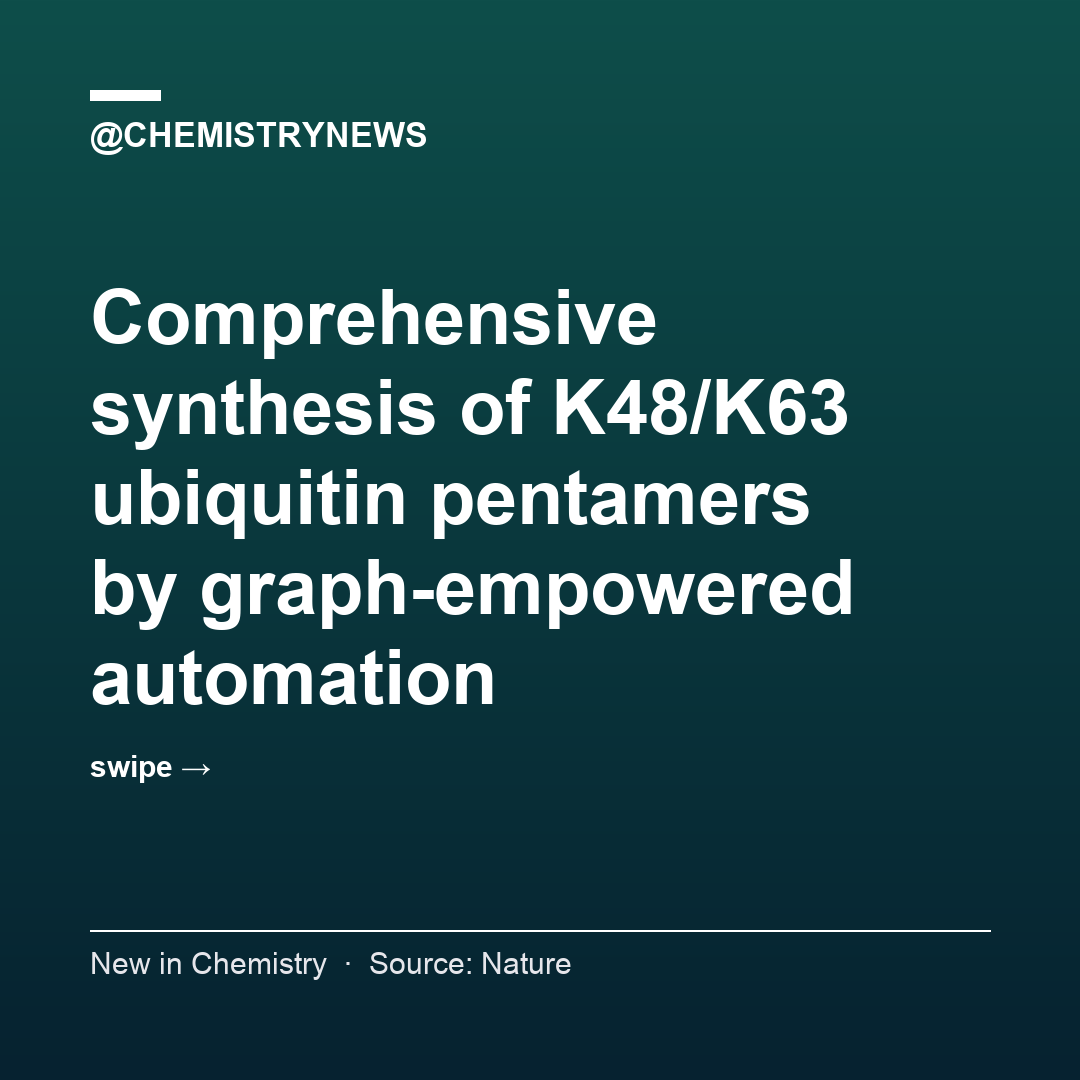 @CHEMISTRYNEWS
Comprehensive
synthesis of K48/K63
ubiquitin pentamers
by graph-empowered
automation
swipe →
New in Chemistry · Source: Nature